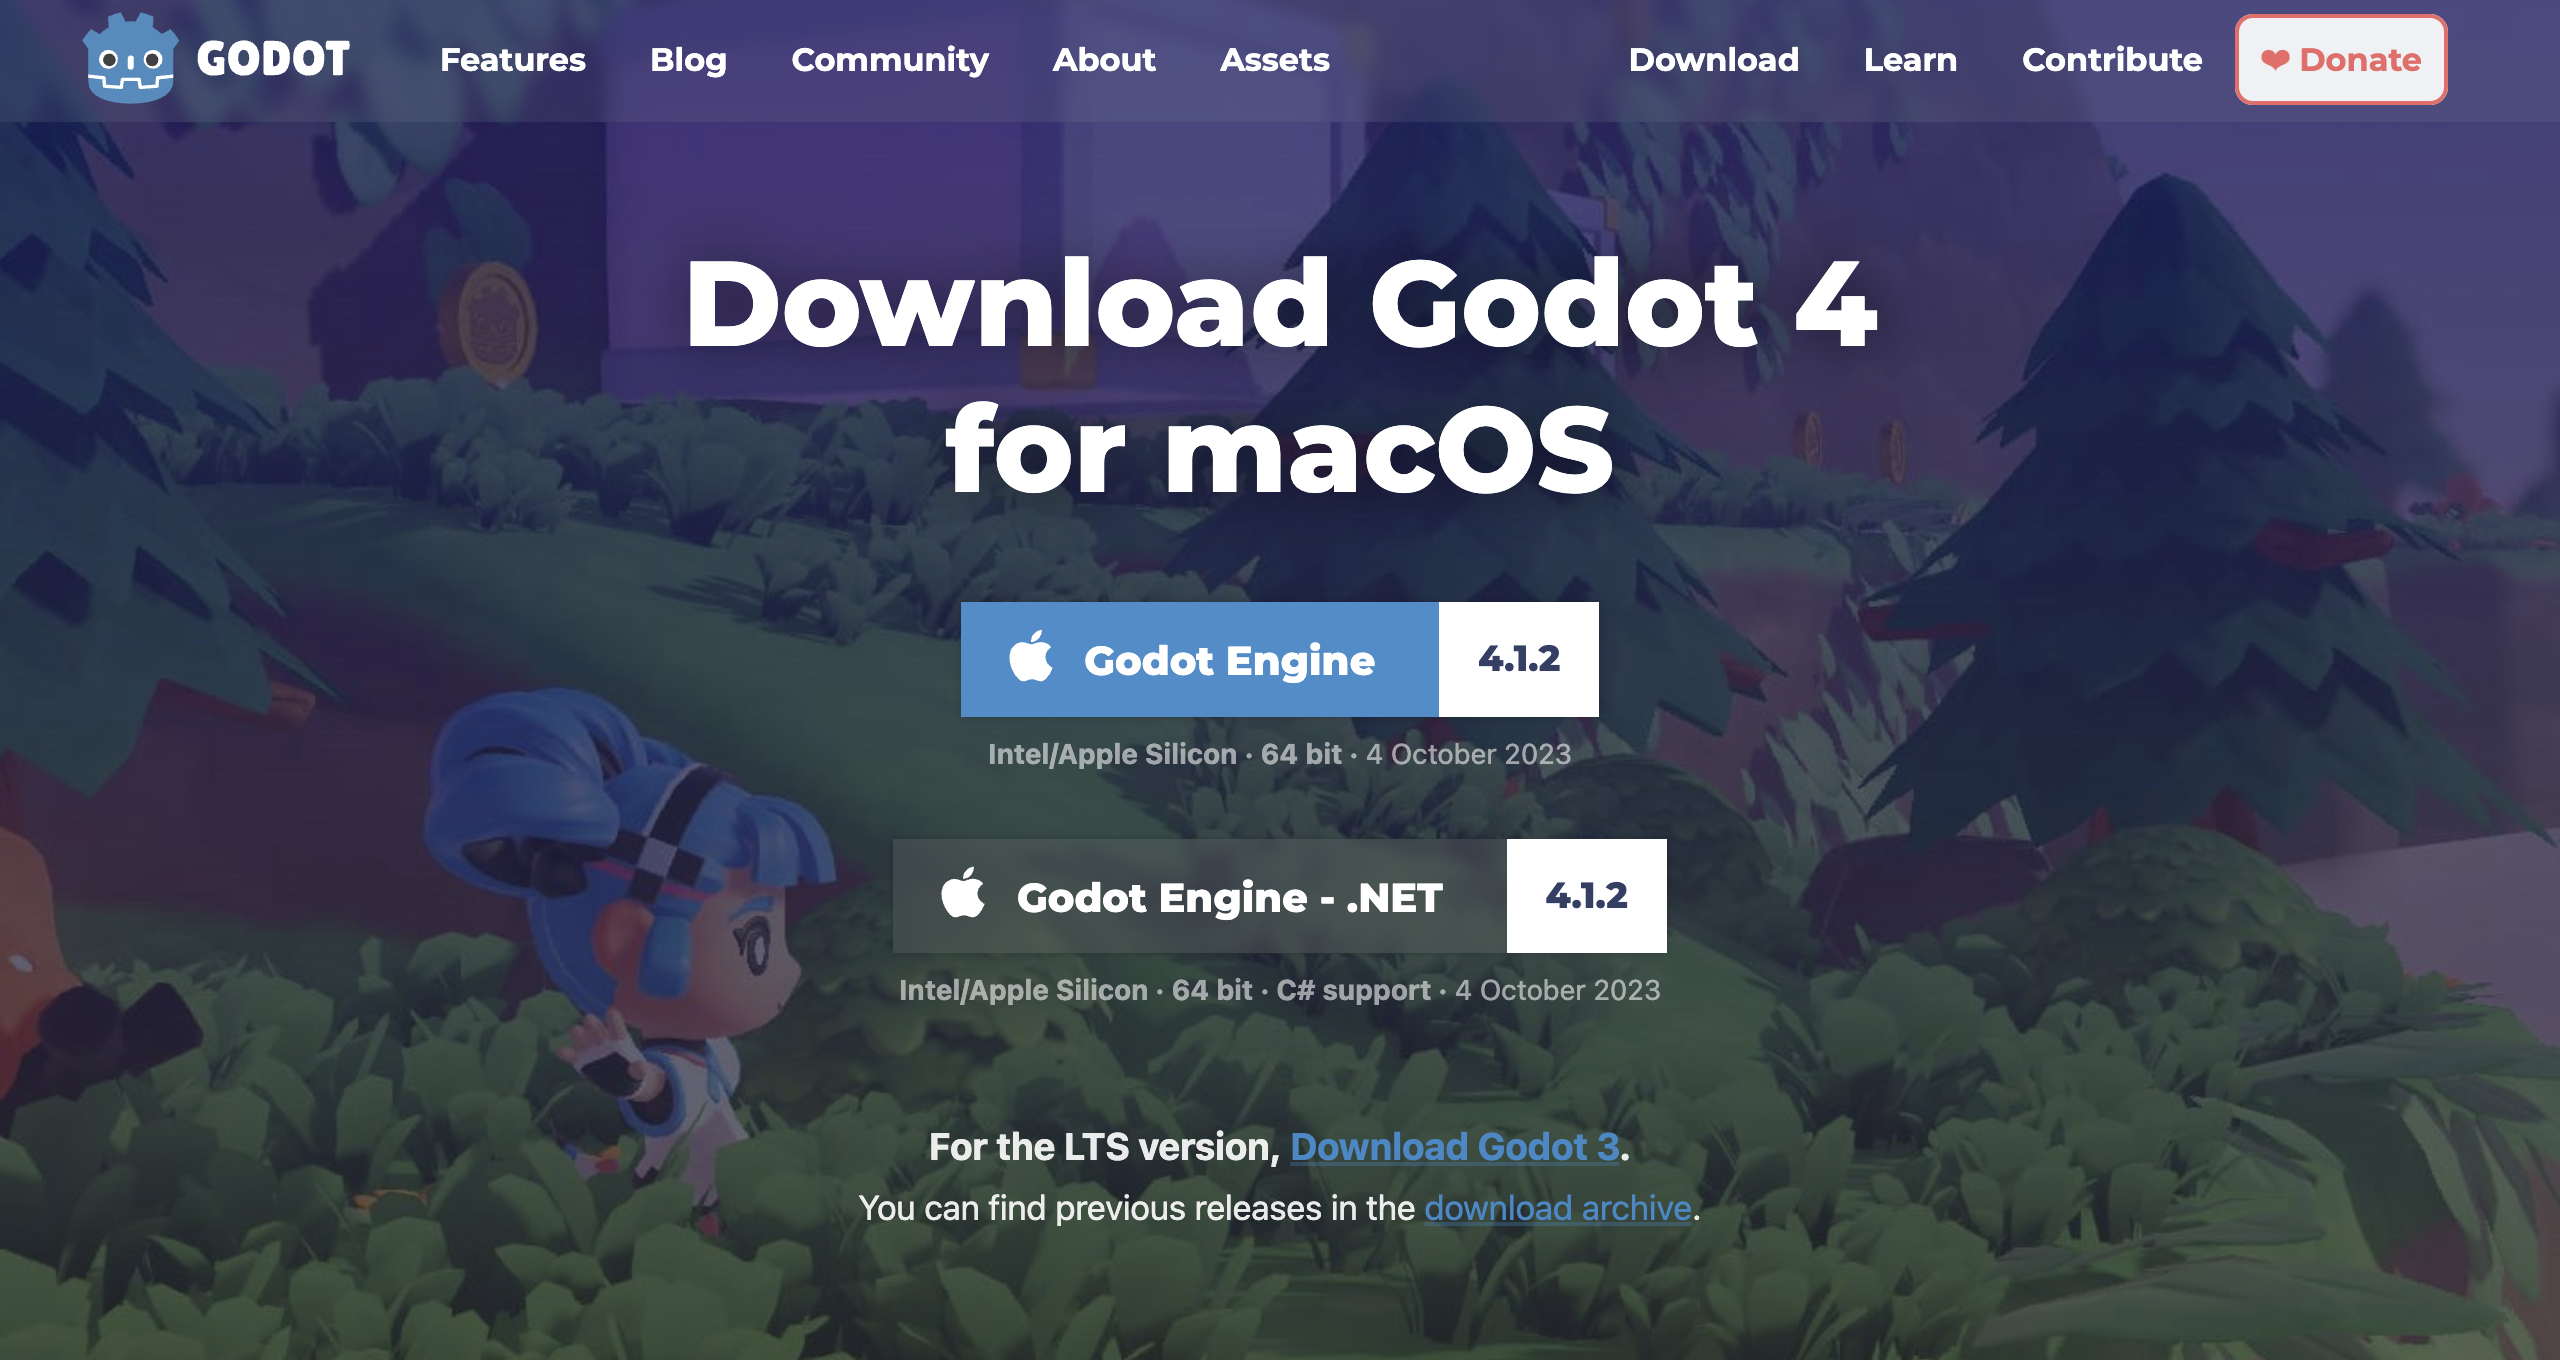 GODOT Features Blog Community About Assets Download Learn Contribute ❤ Donate
Download Godot 4
for macOS
Godot Engine 4.1.2
Intel/Apple Silicon · 64 bit · 4 October 2023
Godot Engine - .NET 4.1.2
Intel/Apple Silicon · 64 bit · C# support · 4 October 2023
For the LTS version, Download Godot 3.
You can find previous releases in the download archive.